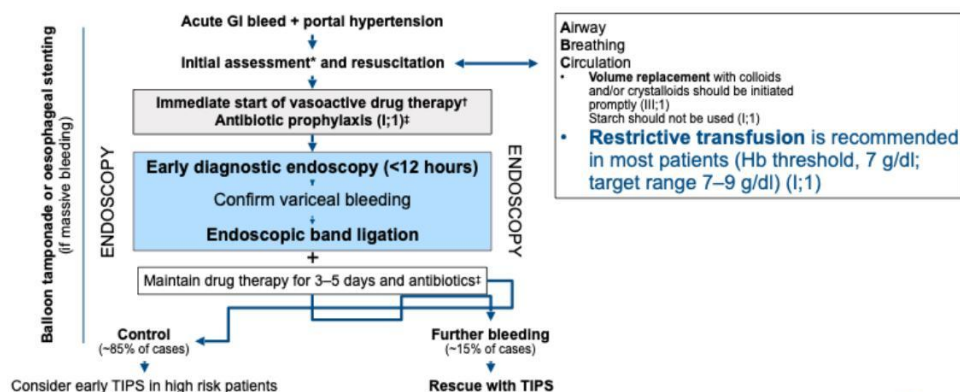 Acute GI bleed + portal hypertension
Initial assessment* and resuscitation
Immediate start of vasoactive drug therapy†
Antibiotic prophylaxis (I;1)‡
Early diagnostic endoscopy (<12 hours)
Confirm variceal bleeding
Endoscopic band ligation
+
Maintain drug therapy for 3–5 days and antibiotics‡
Control
(~85% of cases)
Consider early TIPS in high risk patients
Further bleeding
(~15% of cases)
Rescue with TIPS
Balloon tamponade or oesophageal stenting
(if massive bleeding)
ENDOSCOPY
ENDOSCOPY
Airway
Breathing
Circulation
• Volume replacement with colloids
and/or crystalloids should be initiated
promptly (III;1)
Starch should not be used (I;1)
• Restrictive transfusion is recommended
in most patients (Hb threshold, 7 g/dl;
target range 7–9 g/dl) (I;1)